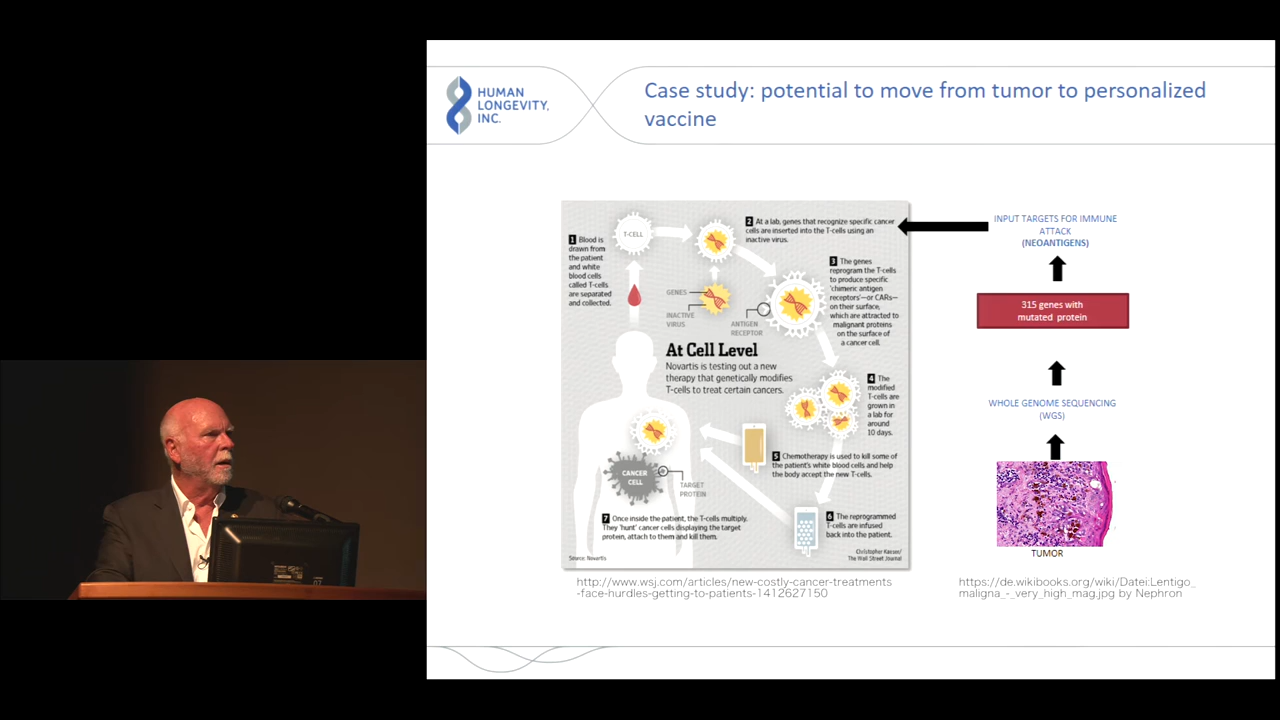 HUMAN
LONGEVITY,
INC.
Case study: potential to move from tumor to personalized
vaccine
1 Blood is
drawn from
the patient
and white
blood cells
called T-cells
are separated
and collected.
T-CELL
2 At a lab, genes that recognize specific cancer
cells are inserted into the T-cells using an
inactive virus.
GENES
INACTIVE
VIRUS
ANTIGEN
RECEPTOR
3 The genes
reprogram the T-cells
to produce specific
'chimeric antigen
receptors'—or CARs—
on their surface,
which are attracted to
malignant proteins
on the surface of
a cancer cell.
At Cell Level
Novartis is testing out a new
therapy that genetically modifies
T-cells to treat certain cancers.
4 The
modified
T-cells are
grown in
a lab for
around
10 days.
5 Chemotherapy is used to kill some of
the patient's white blood cells and help
the body accept the new T-cells.
CANCER
CELL
TARGET
PROTEIN
6 The reprogrammed
T-cells are infused
back into the patient.
7 Once inside the patient, the T-cells multiply.
They 'hunt' cancer cells displaying the target
protein, attach to them and kill them.
Source: Novartis
Christopher Kaeser/
The Wall Street Journal
http://www.wsj.com/articles/new-costly-cancer-treatments
-face-hurdles-getting-to-patients-1412627150
INPUT TARGETS FOR IMMUNE
ATTACK
(NEOANTIGENS)
315 genes with
mutated protein
WHOLE GENOME SEQUENCING
(WGS)
TUMOR
https://de.wikibooks.org/wiki/Datei:Lentigo_
maligna_-_very_high_mag.jpg by Nephron